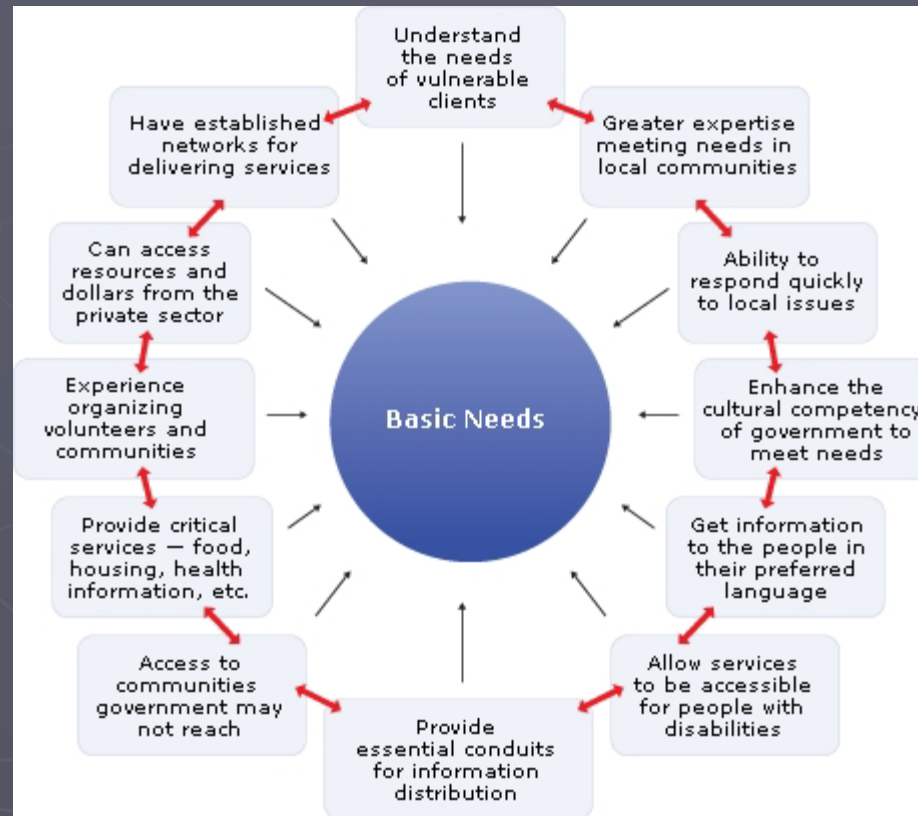 Understand
the needs
of vulnerable
clients
Greater expertise
meeting needs in
local communities
Ability to
respond quickly
to local issues
Enhance the
cultural competency
of government to
meet needs
Get information
to the people in
their preferred
language
Allow services
to be accessible
for people with
disabilities
Provide
essential conduits
for information
distribution
Access to
communities
government may
not reach
Provide critical
services — food,
housing, health
information, etc.
Experience
organizing
volunteers and
communities
Can access
resources and
dollars from the
private sector
Have established
networks for
delivering services
Basic Needs